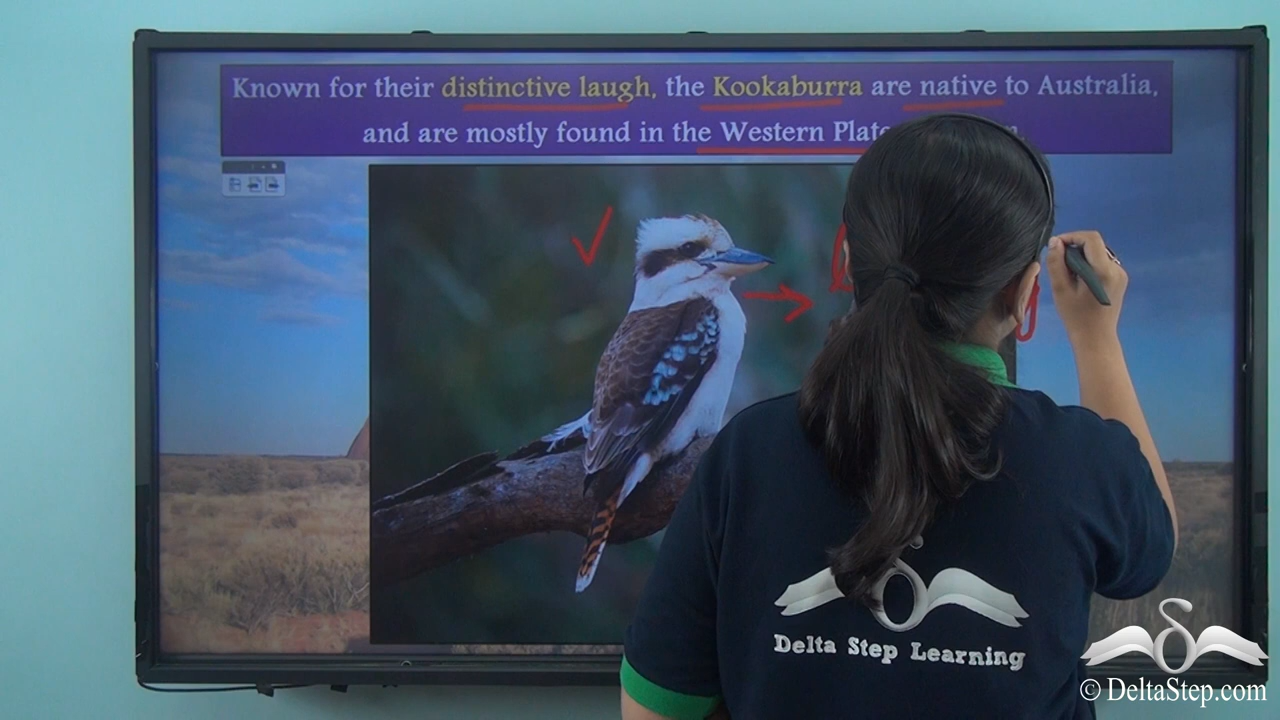 Known for their distinctive laugh, the Kookaburra are native to Australia,
and are mostly found in the Western
Delta Step Learning
© DeltaStep.com